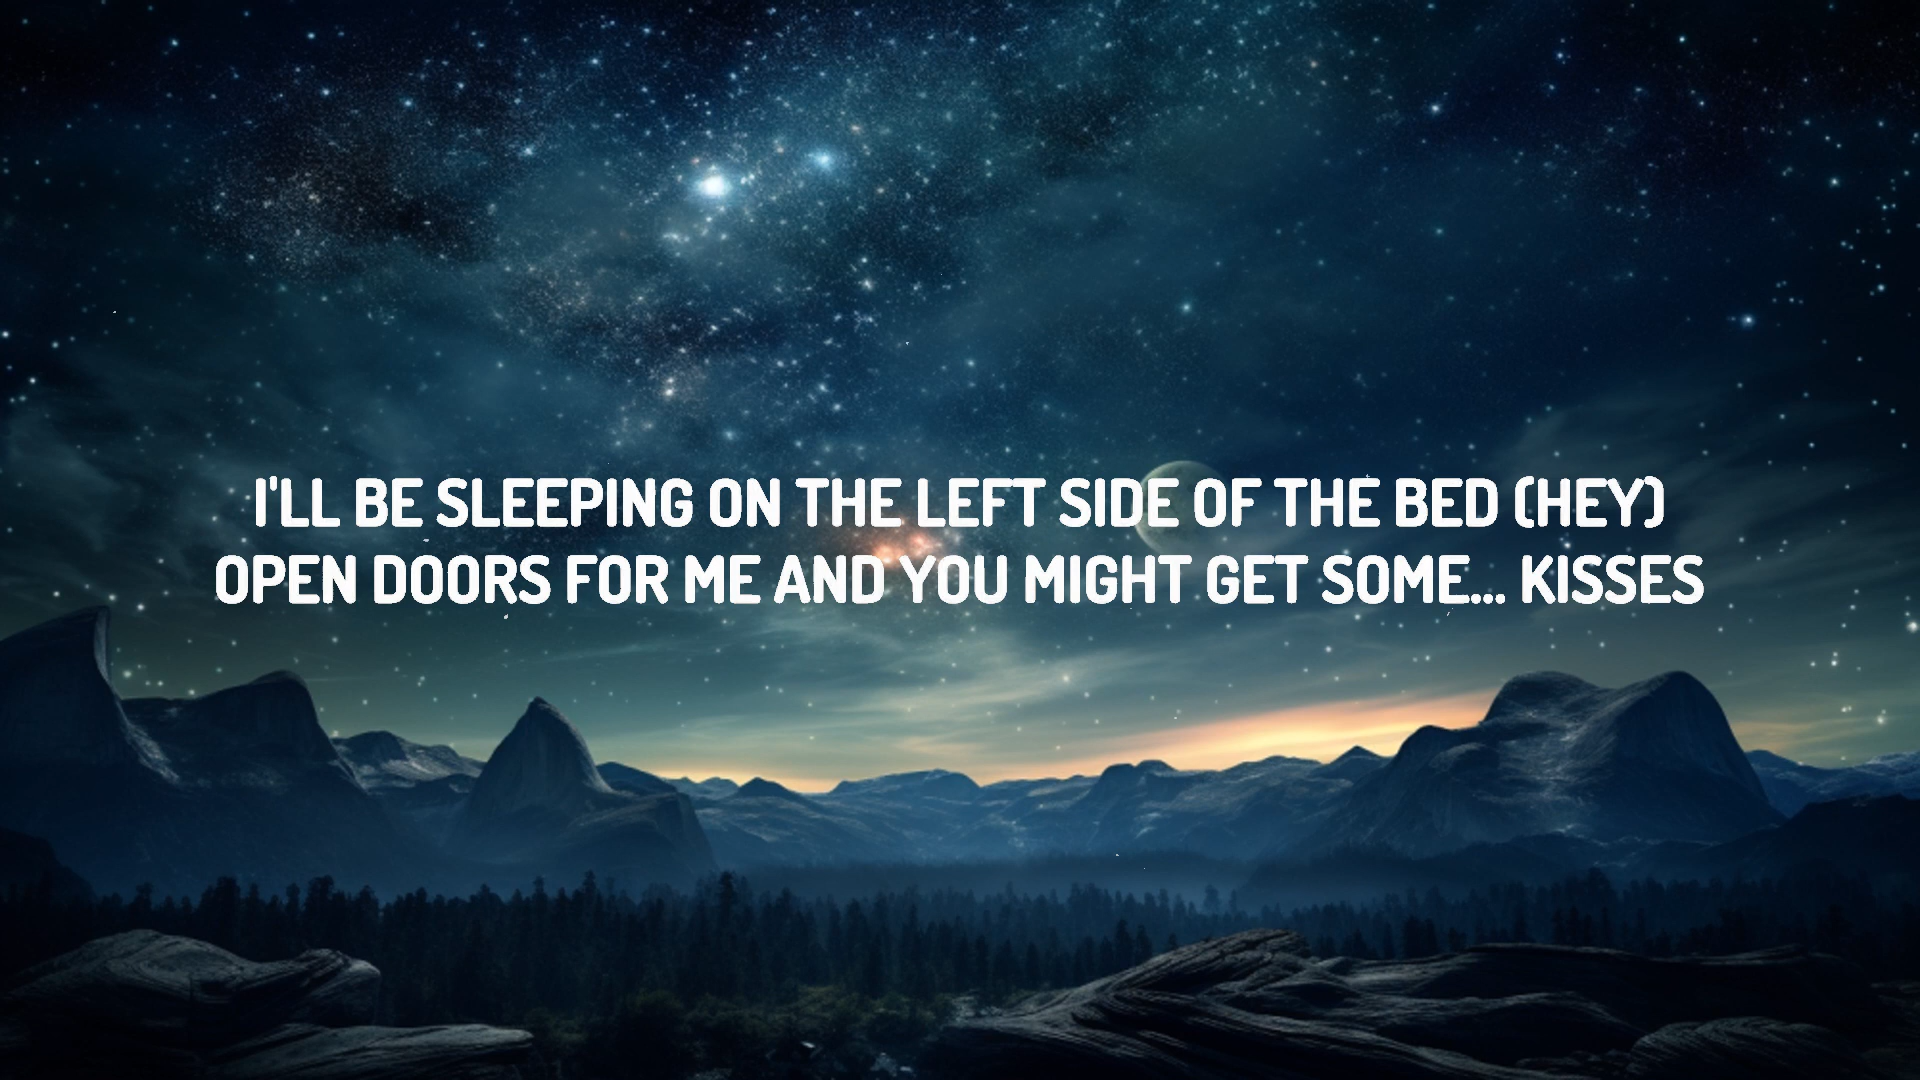 I'LL BE SLEEPING ON THE LEFT SIDE OF THE BED (HEY)
OPEN DOORS FOR ME AND YOU MIGHT GET SOME... KISSES